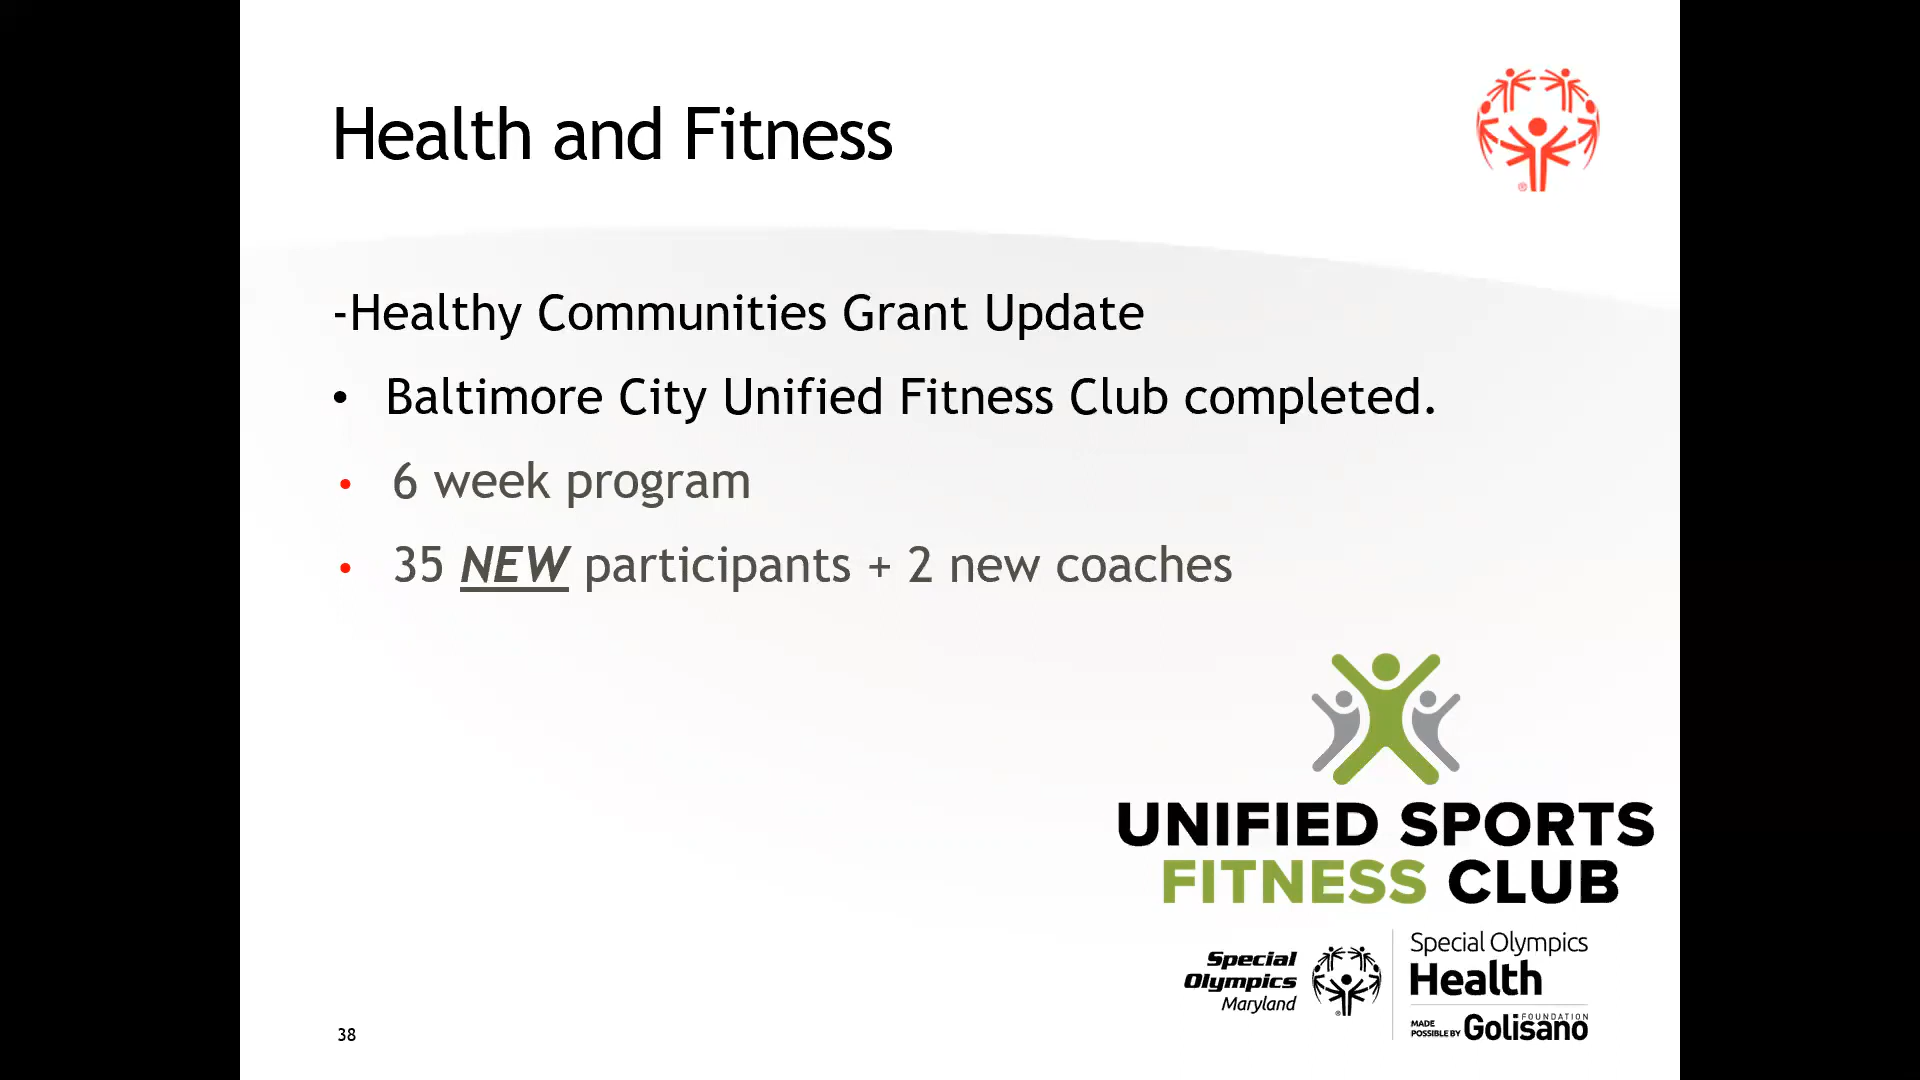 Health and Fitness
®
-Healthy Communities Grant Update
• Baltimore City Unified Fitness Club completed.
• 6 week program
• 35 NEW participants + 2 new coaches
UNIFIED SPORTS
FITNESS CLUB
Special
Olympics
Maryland
Special Olympics
Health
MADE
POSSIBLE BY
FOUNDATION
Golisano
38